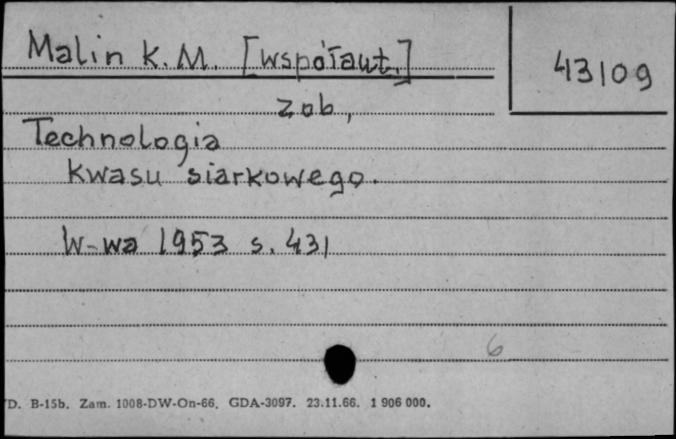 Malin K. M. [współaut.]
43109
zob,
Technologia
kwasu siarkowego.
W-wa 1953 s. 431
6
D. B-15b. Zam. 1008-DW-On-66. GDA-3097. 23.11.66. 1 906 000.